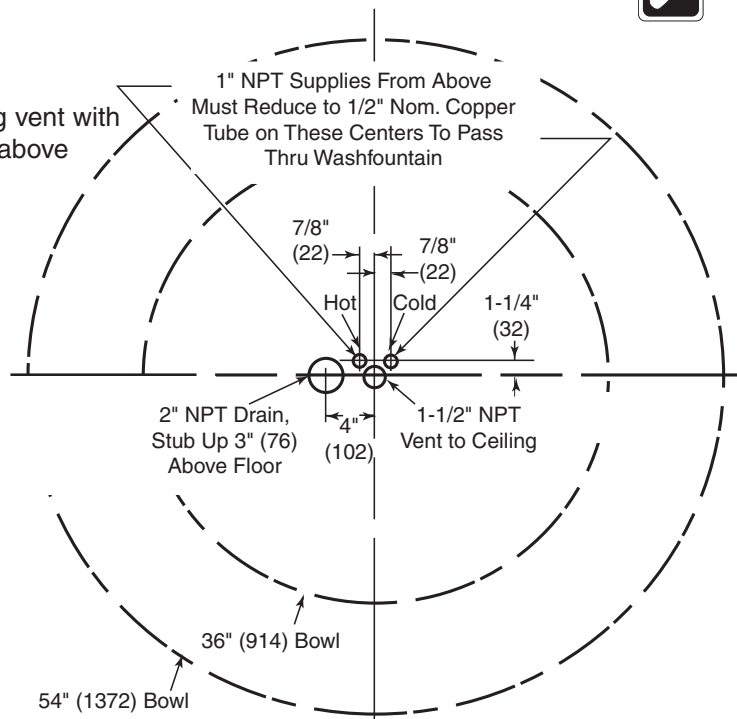 1" NPT Supplies From Above
Must Reduce to 1/2" Nom. Copper
Tube on These Centers To Pass
Thru Washfountain
vent with
above
7/8"
(22)
7/8"
(22)
Hot
Cold
1-1/4"
(32)
2" NPT Drain,
Stub Up 3" (76)
Above Floor
4"
(102)
1-1/2" NPT
Vent to Ceiling
36" (914) Bowl
54" (1372) Bowl